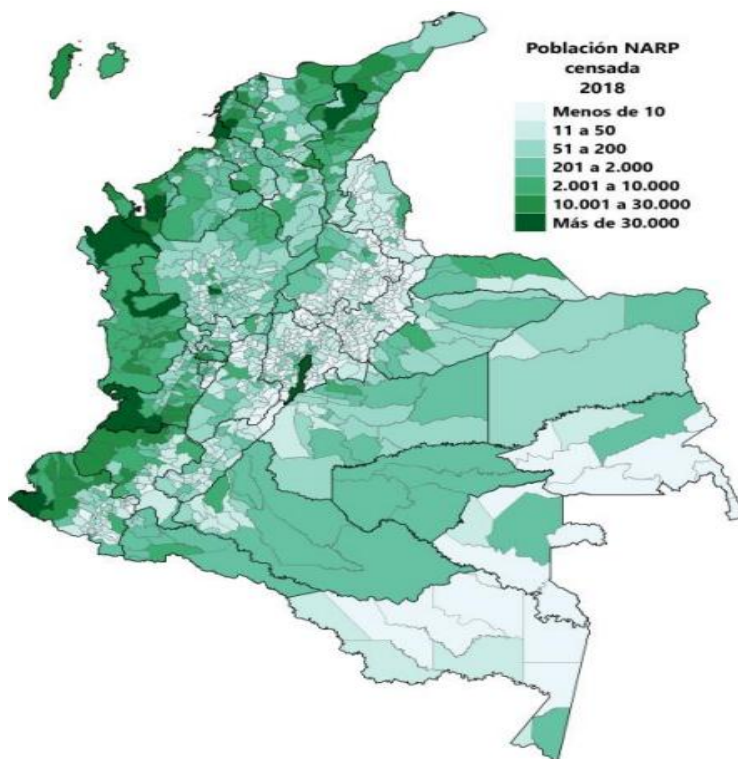 Población NARP
censada
2018
Menos de 10
11 a 50
51 a 200
201 a 2.000
2.001 a 10.000
10.001 a 30.000
Más de 30.000